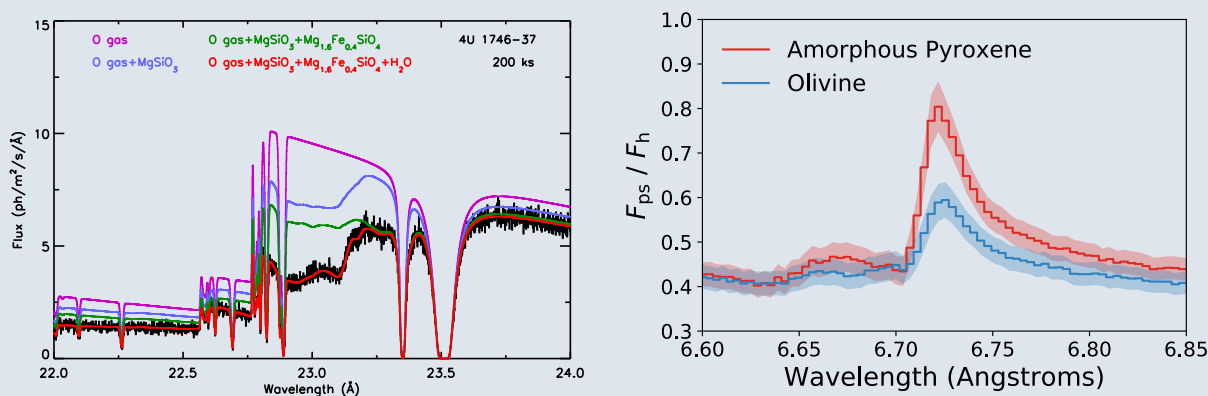 O gas
O gas+MgSiO₃
O gas+MgSiO₃+Mg₁.₆Fe₀.₄SiO₄
O gas+MgSiO₃+Mg₁.₆Fe₀.₄SiO₄+H₂O
4U 1746-37
200 ks
15
10
5
0
Flux (ph/m²/s/Å)
22.0 22.5 23.0 23.5 24.0
Wavelength (Å)
Amorphous Pyroxene
Olivine
1.0
0.9
0.8
0.7
0.6
0.5
0.4
0.3
F_ps / F_h
6.60 6.65 6.70 6.75 6.80 6.85
Wavelength (Angstroms)